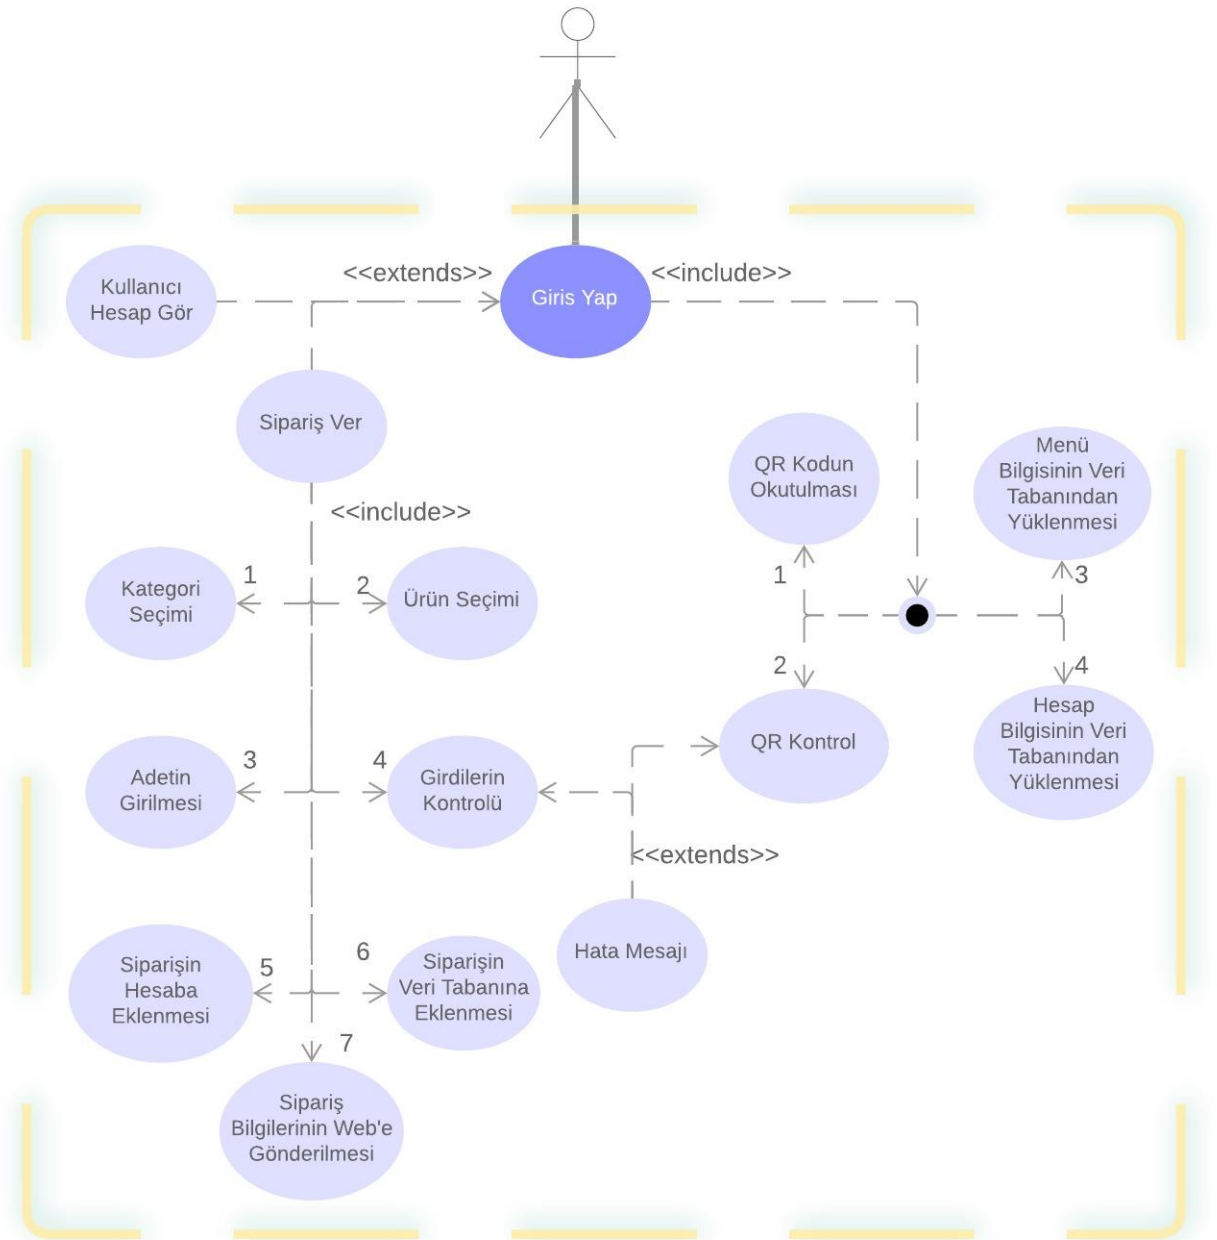 <<extends>>
<<include>>
Kullanıcı
Hesap Gör
Giris Yap
Sipariş Ver
<<include>>
QR Kodun
Okutulması
Menü
Bilgisinin Veri
Tabanından
Yüklenmesi
1
2
1
3
Kategori
Seçimi
Ürün Seçimi
2
4
Hesap
Bilgisinin Veri
Tabanından
Yüklenmesi
QR Kontrol
3
4
Adetin
Girilmesi
Girdilerin
Kontrolü
<<extends>>
Hata Mesajı
5
6
Siparişin
Hesaba
Eklenmesi
Siparişin
Veri Tabanına
Eklenmesi
7
Sipariş
Bilgilerinin Web'e
Gönderilmesi